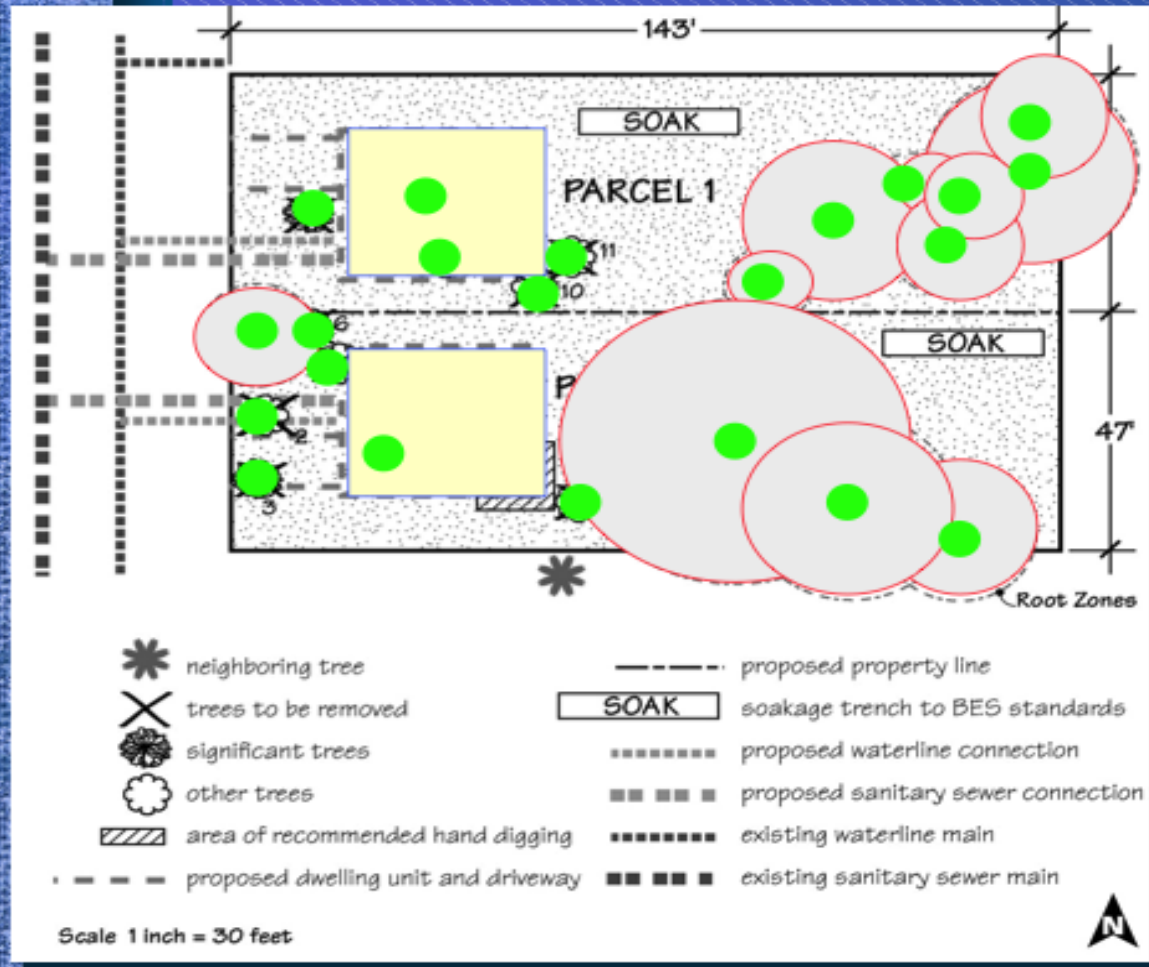 143'
SOAK
PARCEL 1
11
10
6
SOAK
P
2
47'
3
Root Zones
neighboring tree
proposed property line
trees to be removed
SOAK
soakage trench to BES standards
significant trees
proposed waterline connection
other trees
proposed sanitary sewer connection
area of recommended hand digging
existing waterline main
proposed dwelling unit and driveway
existing sanitary sewer main
Scale 1 inch = 30 feet
N